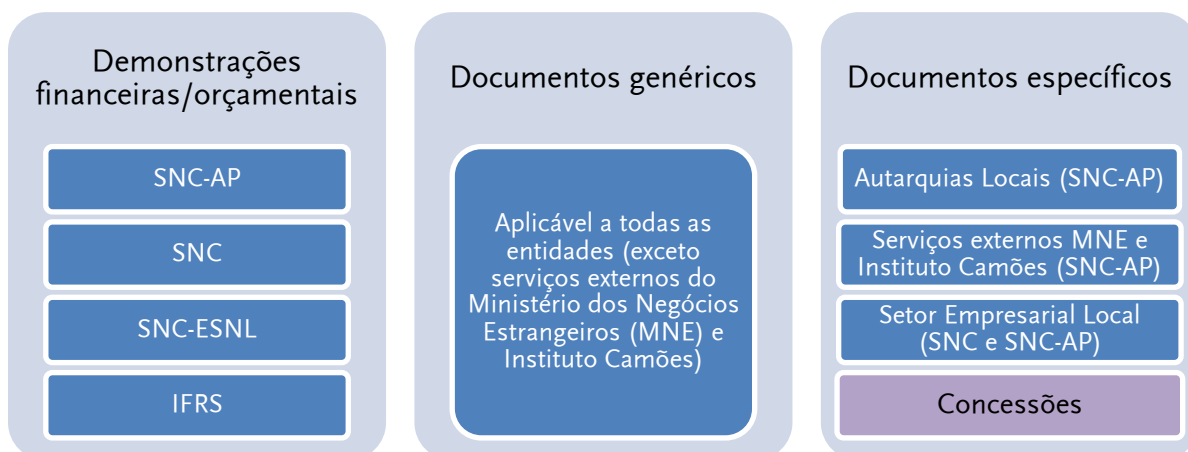 Demonstrações
financeiras/orçamentais
SNC-AP
SNC
SNC-ESNL
IFRS
Documentos genéricos
Aplicável a todas as
entidades (exceto
serviços externos do
Ministério dos Negócios
Estrangeiros (MNE) e
Instituto Camões)
Documentos específicos
Autarquias Locais (SNC-AP)
Serviços externos MNE e
Instituto Camões (SNC-AP)
Setor Empresarial Local
(SNC e SNC-AP)
Concessões